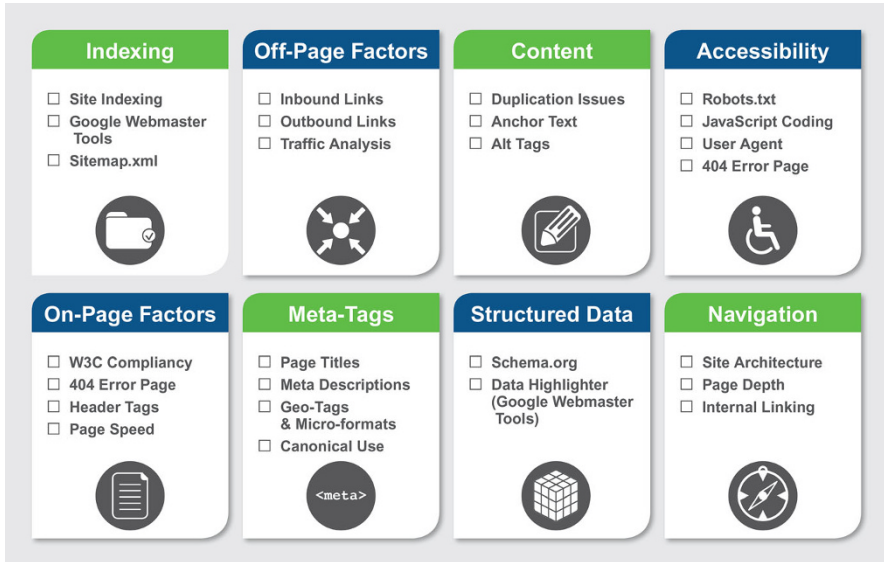 Indexing
☐ Site Indexing
☐ Google Webmaster
Tools
☐ Sitemap.xml
Off-Page Factors
☐ Inbound Links
☐ Outbound Links
☐ Traffic Analysis
Content
☐ Duplication Issues
☐ Anchor Text
☐ Alt Tags
Accessibility
☐ Robots.txt
☐ JavaScript Coding
☐ User Agent
☐ 404 Error Page
On-Page Factors
☐ W3C Compliancy
☐ 404 Error Page
☐ Header Tags
☐ Page Speed
Meta-Tags
☐ Page Titles
☐ Meta Descriptions
☐ Geo-Tags
& Micro-formats
☐ Canonical Use
<meta>
Structured Data
☐ Schema.org
☐ Data Highlighter
(Google Webmaster
Tools)
Navigation
☐ Site Architecture
☐ Page Depth
☐ Internal Linking